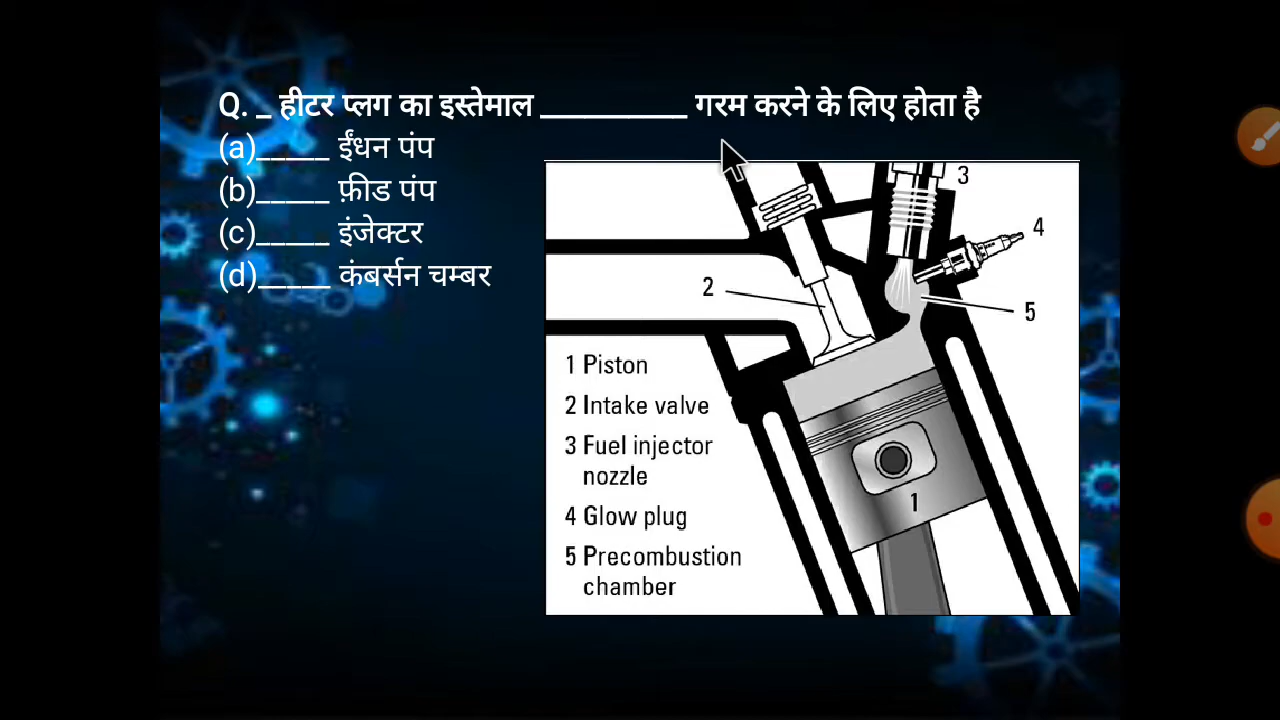 Q. _ हीटर प्लग का इस्तेमाल __________ गरम करने के लिए होता है
(a)_____ ईंधन पंप
(b)_____ फ़ीड पंप
(c)_____ इंजेक्टर
(d)_____ कंबर्सन चम्बर
3
4
2
5
1 Piston
2 Intake valve
3 Fuel injector
nozzle
4 Glow plug
1
5 Precombustion
chamber